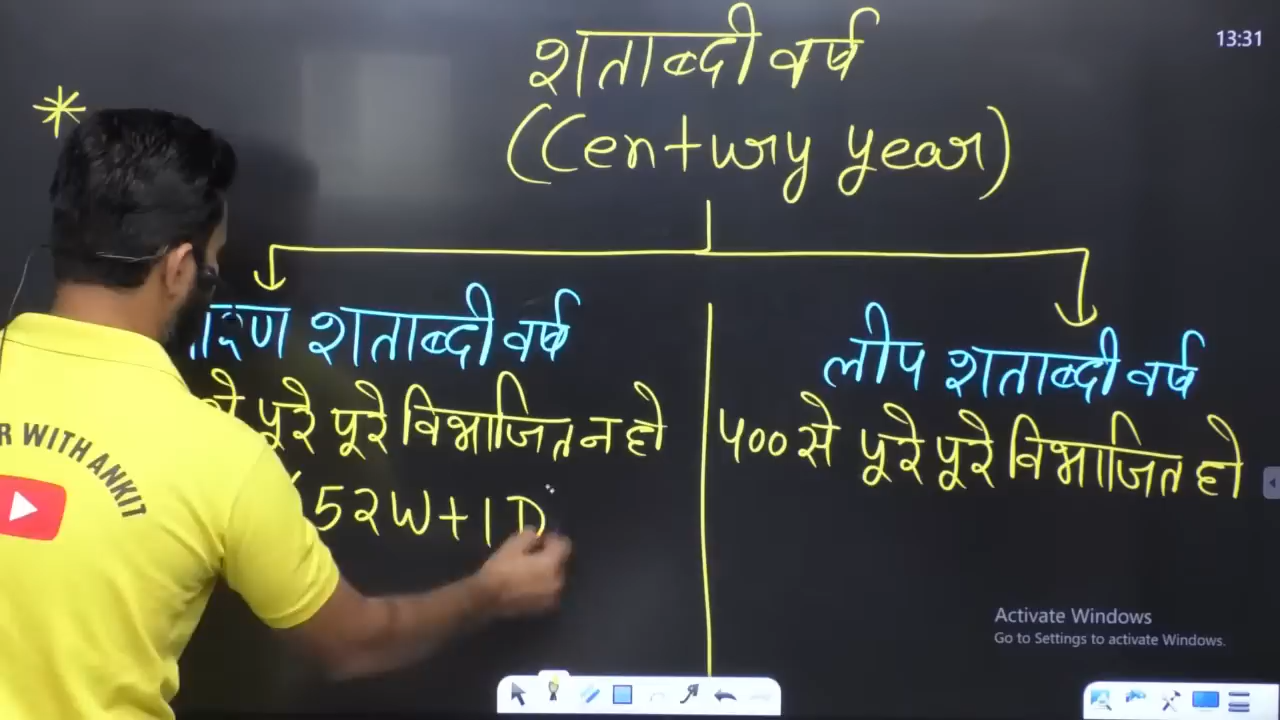 13:31
शताब्दी वर्ष
(Century year)
शताब्दी वर्ष
लीप शताब्दी वर्ष
पूरे पूरे विभाजित न हो
400 से पूरे पूरे विभाजित हो
52W+1D
R WITH ANKIT
Activate Windows
Go to Settings to activate Windows.